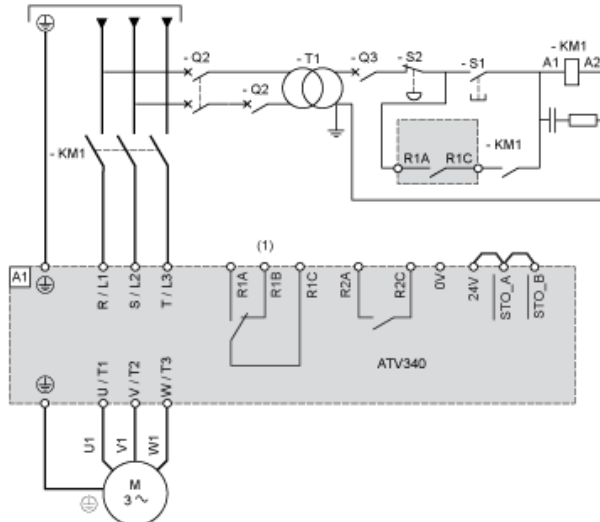 - Q2
- T1
- Q3
- S2
- S1
- KM1
A1
A2
- Q2
- KM1
R1A
R1C
- KM1
(1)
A1
R / L1
S / L2
T / L3
R1A
R1B
R1C
R2A
R2C
0V
24V
STO_A
STO_B
ATV340
U / T1
V / T2
W / T3
U1
V1
W1
M
3 ~